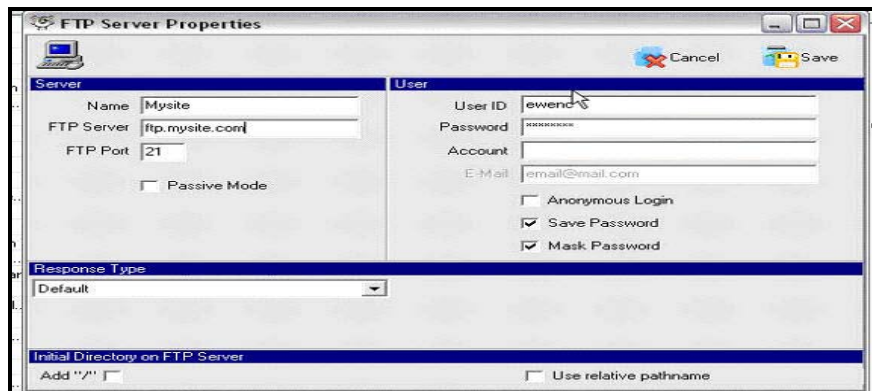 FTP Server Properties
Cancel
Save
Server
Name Mysite
FTP Server ftp.mysite.com
FTP Port 21
Passive Mode
User
User ID ewenc
Password ********
Account
E-Mail email@mail.com
Anonymous Login
Save Password
Mask Password
Response Type
Default
Initial Directory on FTP Server
Add "/"
Use relative pathname